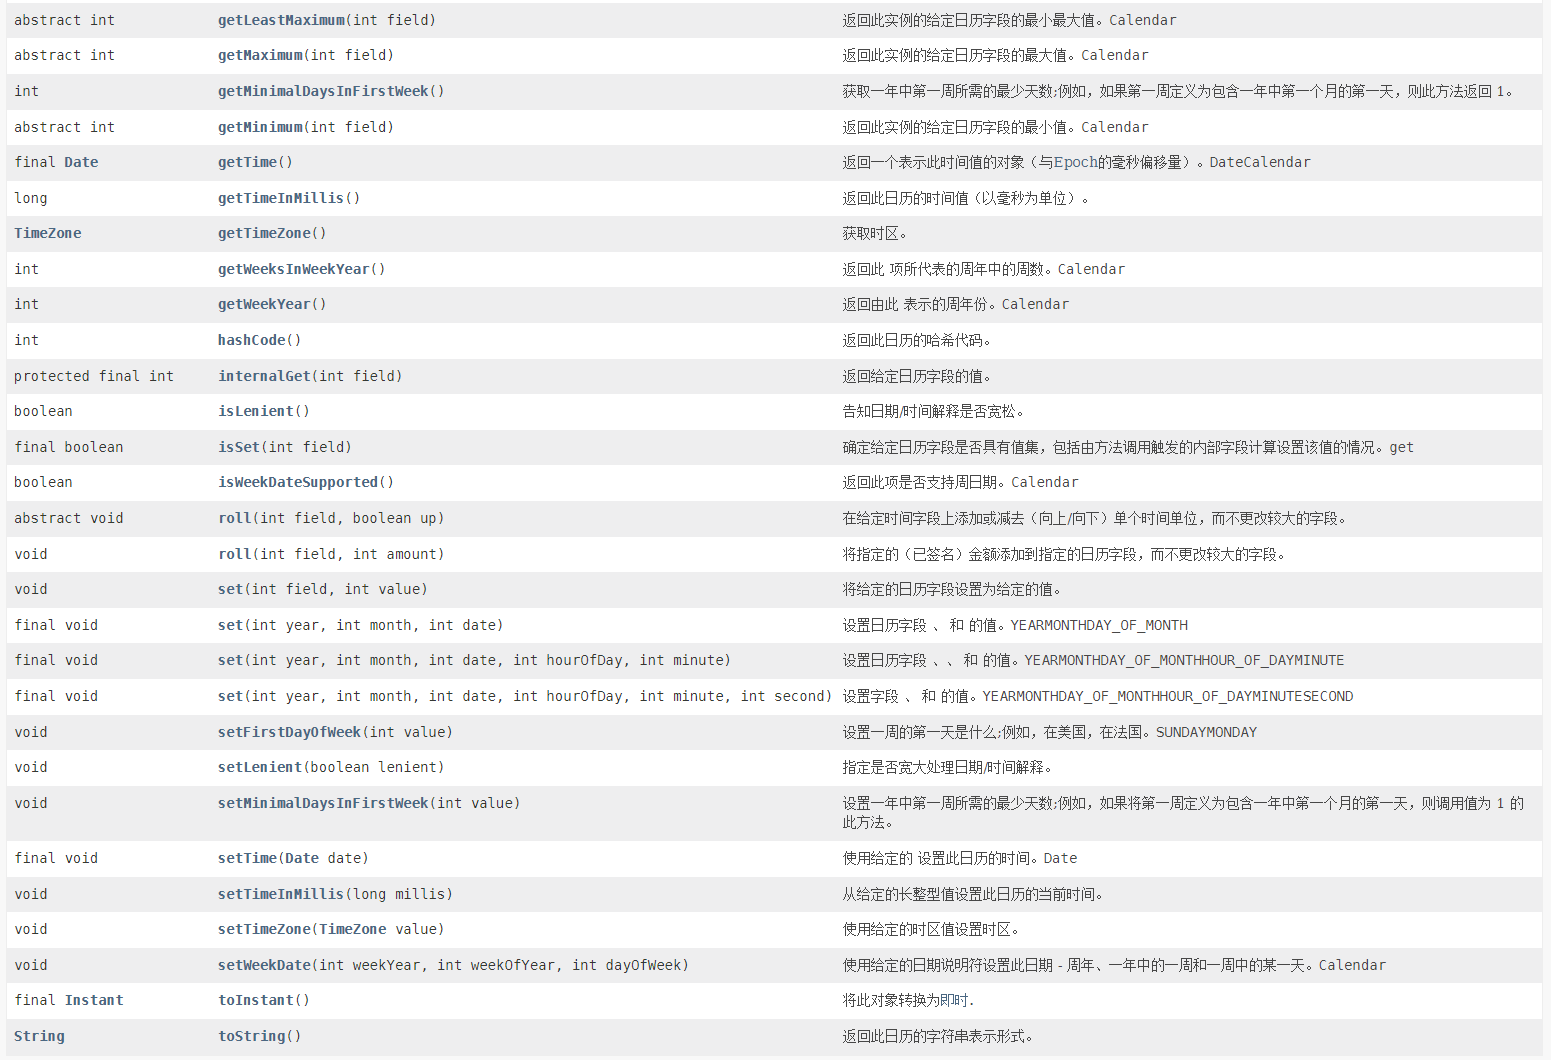 abstract int getLeastMaximum(int field) 返回此实例的给定日历字段的最小最大值。Calendar
abstract int getMaximum(int field) 返回此实例的给定日历字段的最大值。Calendar
int getMinimalDaysInFirstWeek() 获取一年中第一周所需的最少天数;例如，如果第一周定义为包含一年中第一个月的第一天，则此方法返回 1。
abstract int getMinimum(int field) 返回此实例的给定日历字段的最小值。Calendar
final Date getTime() 返回一个表示此时间值的对象（与Epoch的毫秒偏移量）。DateCalendar
long getTimeInMillis() 返回此日历的时间值（以毫秒为单位）。
TimeZone getTimeZone() 获取时区。
int getWeeksInWeekYear() 返回此 项所代表的周年中的周数。Calendar
int getWeekYear() 返回由此 表示的周年份。Calendar
int hashCode() 返回此日历的哈希代码。
protected final int internalGet(int field) 返回给定日历字段的值。
boolean isLenient() 告知日期/时间解释是否宽松。
final boolean isSet(int field) 确定给定日历字段是否具有值集，包括由方法调用触发的内部字段计算设置该值的情况。get
boolean isWeekDateSupported() 返回此项是否支持周日期。Calendar
abstract void roll(int field, boolean up) 在给定时间字段上添加或减去（向上/向下）单个时间单位，而不更改较大的字段。
void roll(int field, int amount) 将指定的（已签名）金额添加到指定的日历字段，而不更改较大的字段。
void set(int field, int value) 将给定的日历字段设置为给定的值。
final void set(int year, int month, int date) 设置日历字段 、 和 的值。YEARMONTHDAY_OF_MONTH
final void set(int year, int month, int date, int hourOfDay, int minute) 设置日历字段 、、 和 的值。YEARMONTHDAY_OF_MONTHHOUR_OF_DAYMINUTE
final void set(int year, int month, int date, int hourOfDay, int minute, int second) 设置字段 、 和 的值。YEARMONTHDAY_OF_MONTHHOUR_OF_DAYMINUTESECOND
void setFirstDayOfWeek(int value) 设置一周的第一天是什么;例如，在美国，在法国。SUNDAYMONDAY
void setLenient(boolean lenient) 指定是否宽大处理日期/时间解释。
void setMinimalDaysInFirstWeek(int value) 设置一年中第一周所需的最少天数;例如，如果将第一周定义为包含一年中第一个月的第一天，则调用值为 1 的
此方法。
final void setTime(Date date) 使用给定的 设置此日历的时间。Date
void setTimeInMillis(long millis) 从给定的长整型值设置此日历的当前时间。
void setTimeZone(TimeZone value) 使用给定的时区值设置时区。
void setWeekDate(int weekYear, int weekOfYear, int dayOfWeek) 使用给定的日期说明符设置此日期 - 周年、一年中的一周和一周中的某一天。Calendar
final Instant toInstant() 将此对象转换为即时.
String toString() 返回此日历的字符串表示形式。